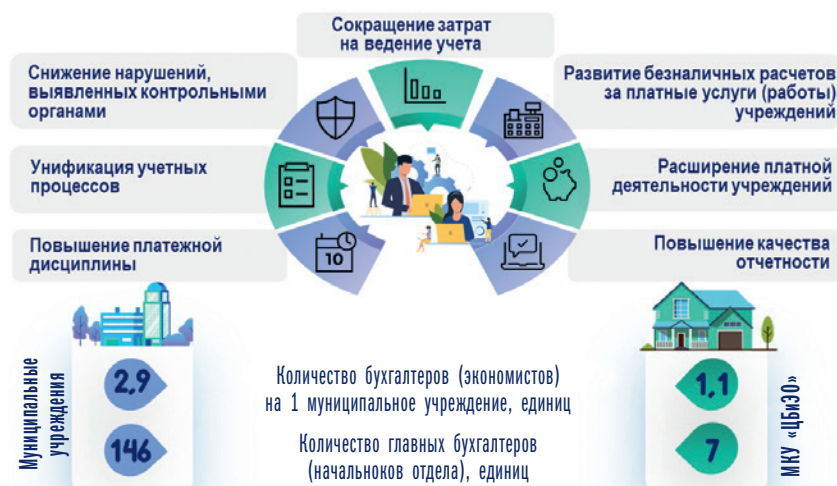 Сокращение затрат
на ведение учета
Снижение нарушений,
выявленных контрольными
органами
Развитие безналичных расчетов
за платные услуги (работы)
учреждений
Унификация учетных
процессов
Расширение платной
деятельности учреждений
Повышение платежной
дисциплины
10
Повышение качества
отчетности
Муниципальные
учреждения
2,9
Количество бухгалтеров (экономистов)
на 1 муниципальное учреждение, единиц
1,1
146
Количество главных бухгалтеров
(начальноков отдела), единиц
7
МКУ «ЦБиЭО»